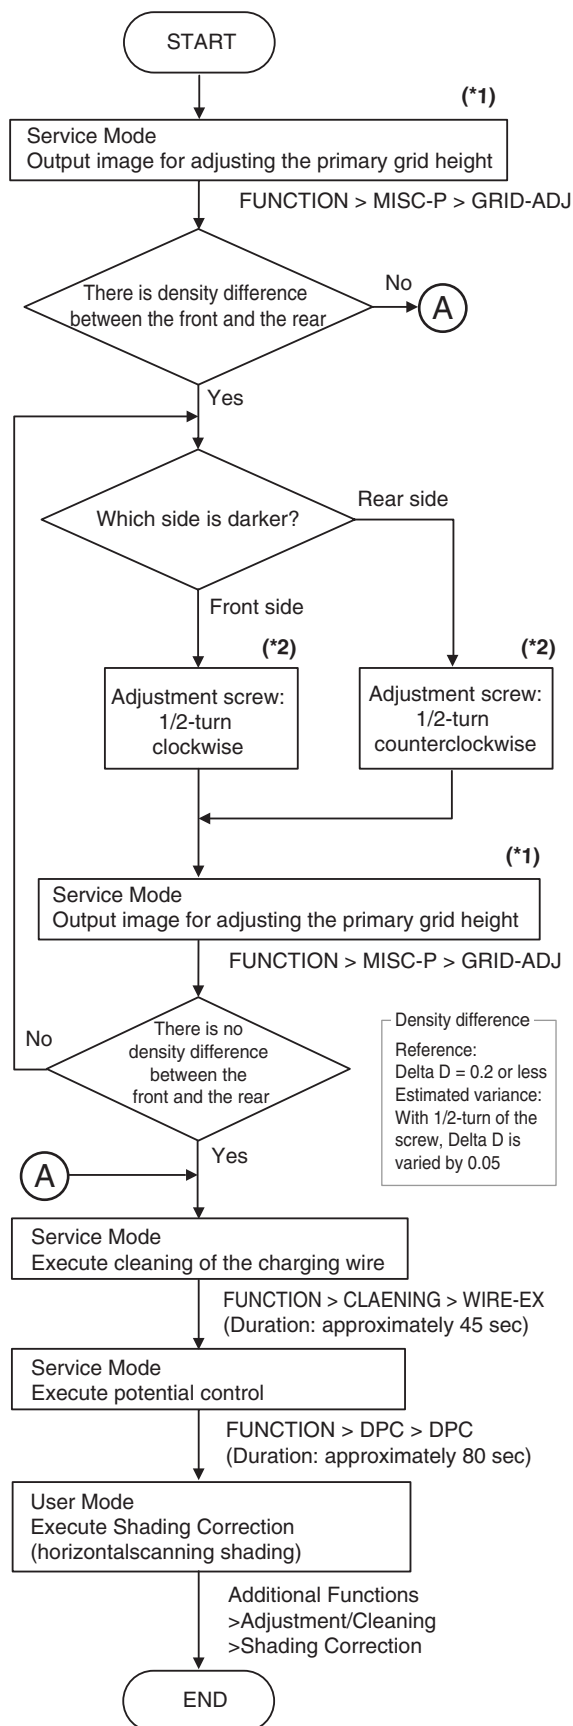 START
(*1)
Service Mode
Output image for adjusting the primary grid height
FUNCTION > MISC-P > GRID-ADJ
There is density difference
between the front and the rear
No
A
Yes
Which side is darker?
Rear side
Front side
(*2)
Adjustment screw:
1/2-turn
clockwise
(*2)
Adjustment screw:
1/2-turn
counterclockwise
(*1)
Service Mode
Output image for adjusting the primary grid height
FUNCTION > MISC-P > GRID-ADJ
There is no
density difference
between the
front and the rear
No
Density difference
Reference:
Delta D = 0.2 or less
Estimated variance:
With 1/2-turn of the
screw, Delta D is
varied by 0.05
Yes
A
Service Mode
Execute cleaning of the charging wire
FUNCTION > CLAENING > WIRE-EX
(Duration: approximately 45 sec)
Service Mode
Execute potential control
FUNCTION > DPC > DPC
(Duration: approximately 80 sec)
User Mode
Execute Shading Correction
(horizontalscanning shading)
Additional Functions
>Adjustment/Cleaning
>Shading Correction
END